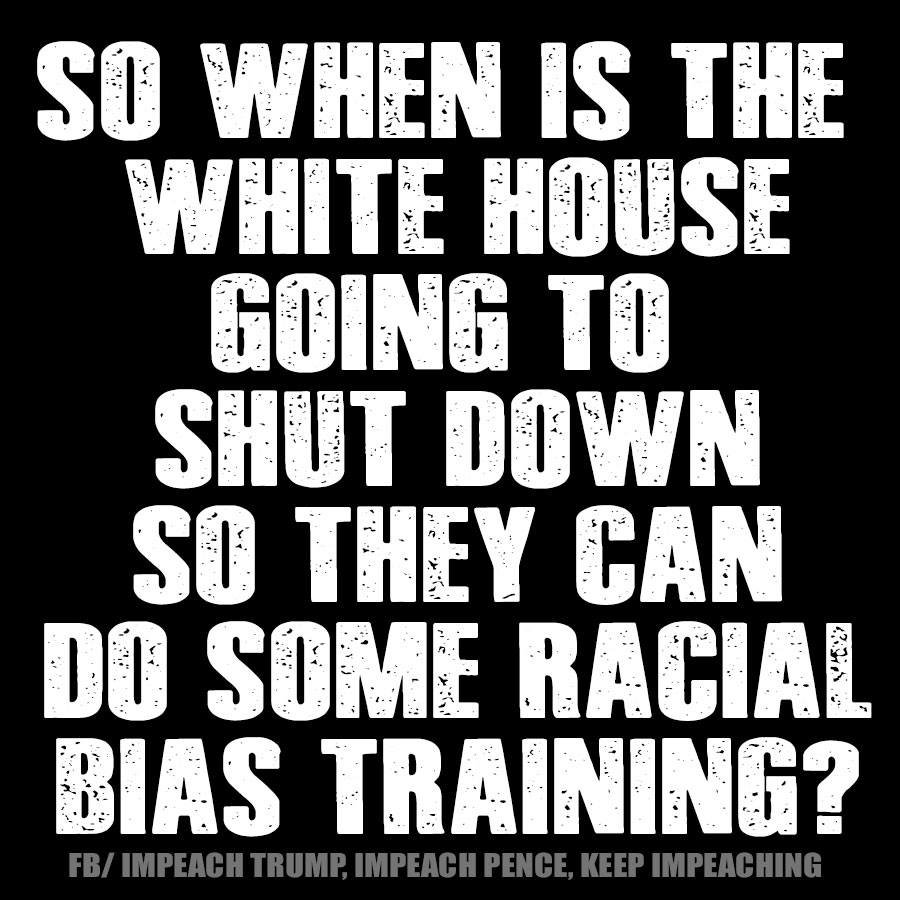 SO WHEN IS THE
WHITE HOUSE
GOING TO
SHUT DOWN
SO THEY CAN
DO SOME RACIAL
BIAS TRAINING?
FB/ IMPEACH TRUMP, IMPEACH PENCE, KEEP IMPEACHING